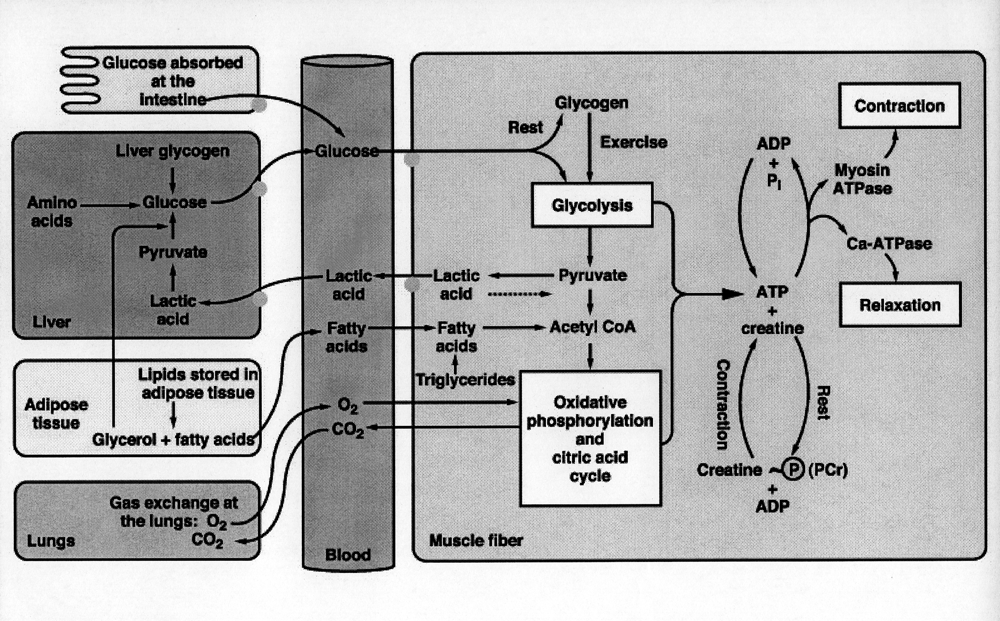 Glucose absorbed
at the
intestine
Liver glycogen
Amino
acids
Glucose
Pyruvate
Lactic
acid
Liver
Lipids stored in
adipose tissue
Adipose
tissue
Glycerol + fatty acids
Gas exchange at
the lungs: O₂
CO₂
Lungs
Glucose
Lactic
acid
Fatty
acids
O₂
CO₂
Blood
Glycogen
Rest
Exercise
Glycolysis
Lactic
acid
Pyruvate
Fatty
acids
Acetyl CoA
Triglycerides
Oxidative
phosphorylation
and
citric acid
cycle
Muscle fiber
ADP
+
Pᵢ
Myosin
ATPase
Contraction
Ca-ATPase
Relaxation
ATP
+
creatine
Contraction
Rest
Creatine ~ P (PCr)
+
ADP